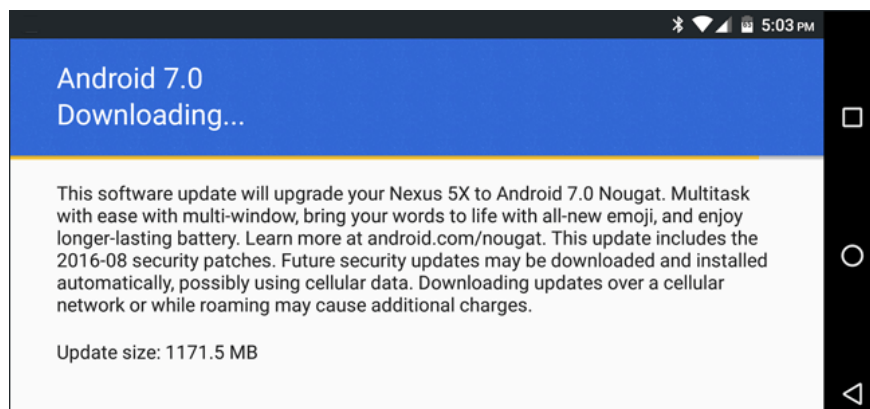 5:03 PM
Android 7.0
Downloading...
This software update will upgrade your Nexus 5X to Android 7.0 Nougat. Multitask
with ease with multi-window, bring your words to life with all-new emoji, and enjoy
longer-lasting battery. Learn more at android.com/nougat. This update includes the
2016-08 security patches. Future security updates may be downloaded and installed
automatically, possibly using cellular data. Downloading updates over a cellular
network or while roaming may cause additional charges.
Update size: 1171.5 MB